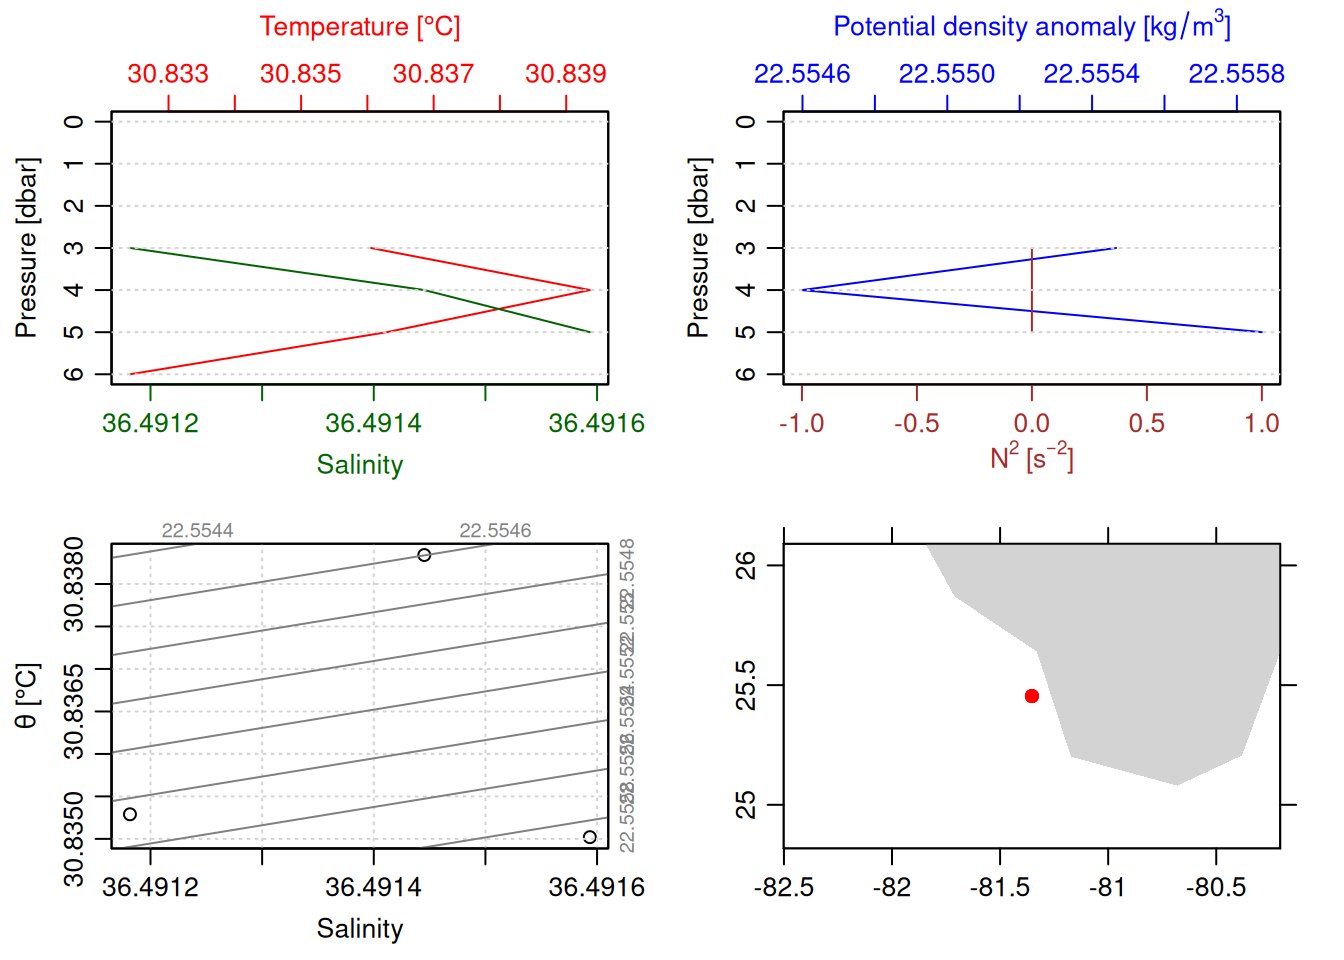 Temperature [°C]
30.833 30.835 30.837 30.839
Pressure [dbar]
0
1
2
3
4
5
6
36.4912 36.4914 36.4916
Salinity
Potential density anomaly [kg/m³]
22.5546 22.5550 22.5554 22.5558
Pressure [dbar]
0
1
2
3
4
5
6
-1.0 -0.5 0.0 0.5 1.0
N² [s⁻²]
22.5544 22.5546
22.5548
θ [°C]
30.8380
30.8365
30.8350
36.4912 36.4914 36.4916
Salinity
26
25.5
25
-82.5 -82 -81.5 -81 -80.5